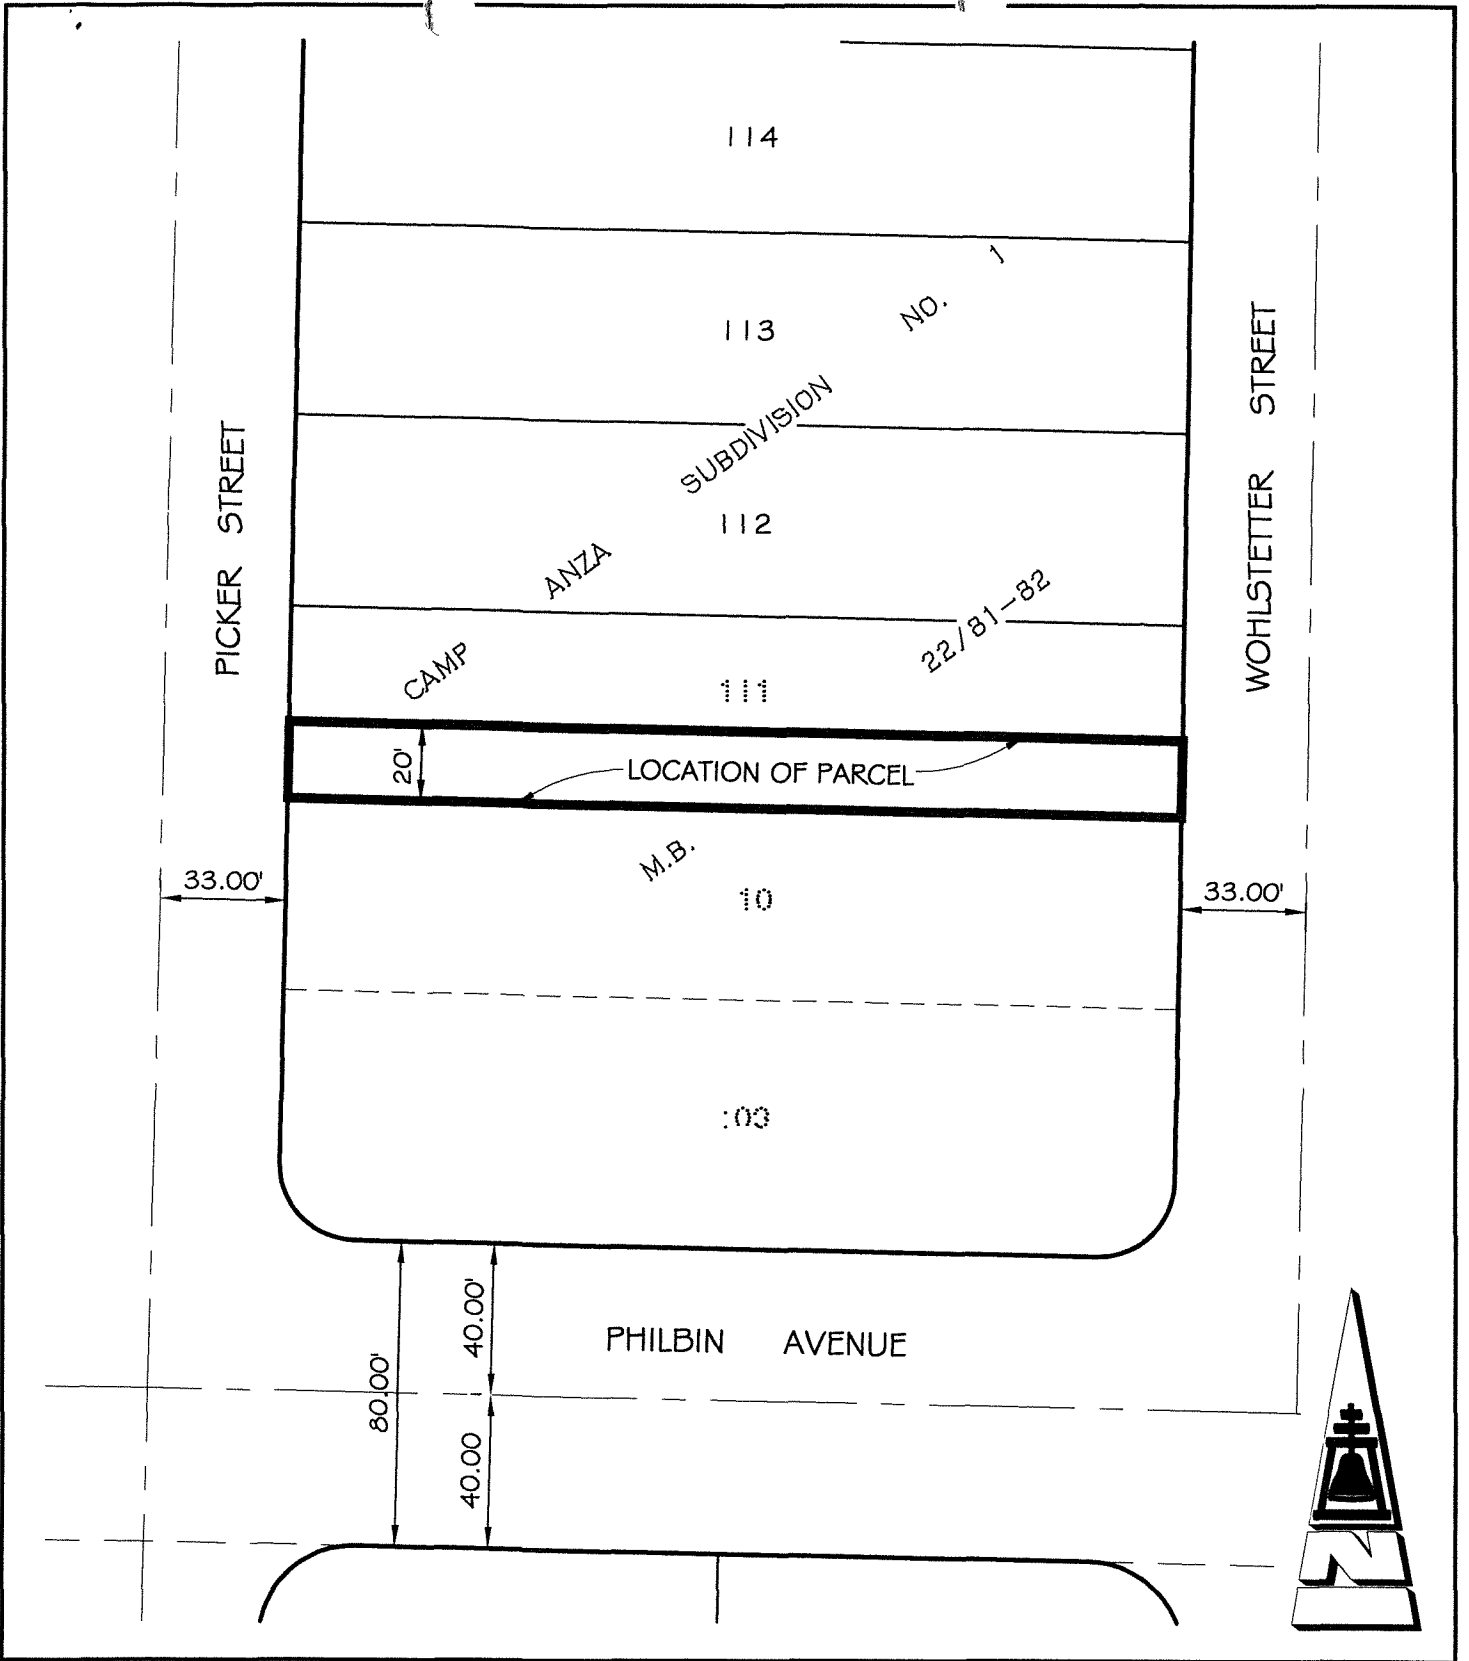 114
113
112
111
10
:09
CAMP ANZA SUBDIVISION NO. 1
M.B. 22/81-82
PICKER STREET
WOHLSTETTER STREET
20'
LOCATION OF PARCEL
33.00'
33.00'
40.00'
80.00'
40.00
PHILBIN AVENUE
N